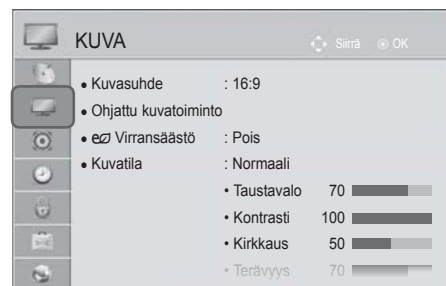 KUVA
Siirrä OK
• Kuvasuhde : 16:9
• Ohjattu kuvatoiminto
• Virransäästö : Pois
• Kuvatila : Normaali
• Taustavalo 70
• Kontrasti 100
• Kirkkaus 50
• Terävyys 70